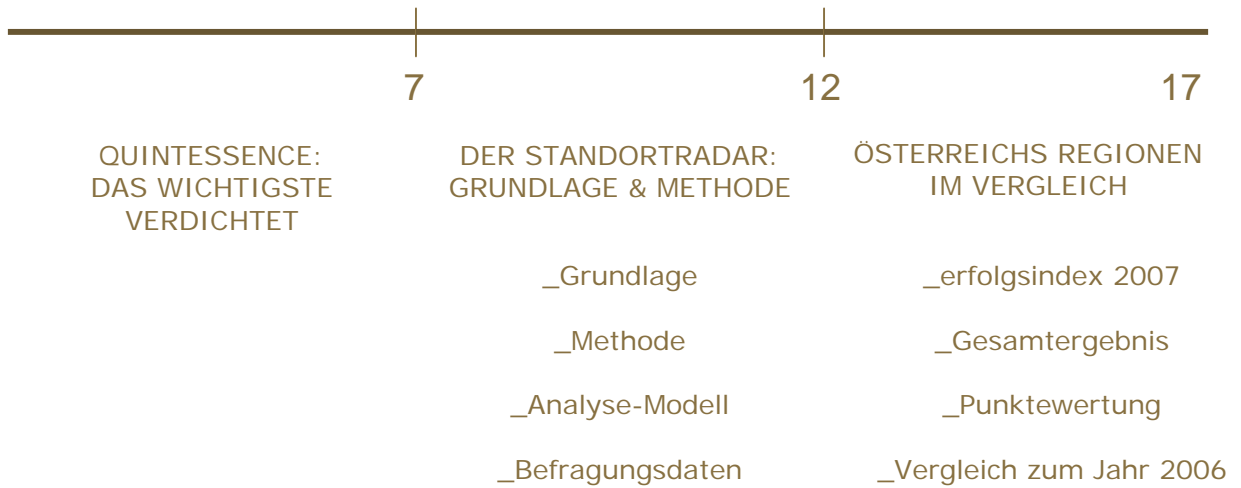 7
12
17
QUINTESSENCE:
DAS WICHTIGSTE
VERDICHTET
DER STANDORTRADAR:
GRUNDLAGE & METHODE
_Grundlage
_Methode
_Analyse-Modell
_Befragungsdaten
ÖSTERREICHS REGIONEN
IM VERGLEICH
_erfolgsindex 2007
_Gesamtergebnis
_Punktewertung
_Vergleich zum Jahr 2006